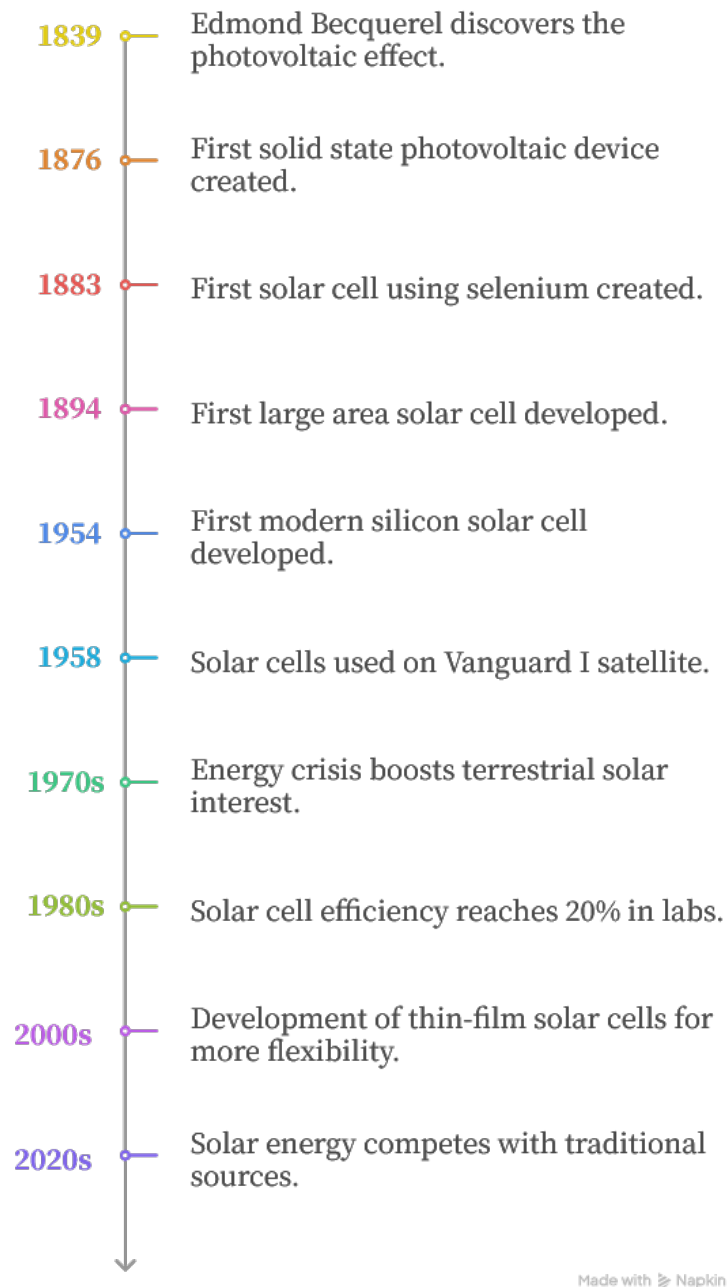 1839
Edmond Becquerel discovers the
photovoltaic effect.
1876
First solid state photovoltaic device
created.
1883
First solar cell using selenium created.
1894
First large area solar cell developed.
1954
First modern silicon solar cell
developed.
1958
Solar cells used on Vanguard I satellite.
1970s
Energy crisis boosts terrestrial solar
interest.
1980s
Solar cell efficiency reaches 20% in labs.
2000s
Development of thin-film solar cells for
more flexibility.
2020s
Solar energy competes with traditional
sources.
Made with Napkin